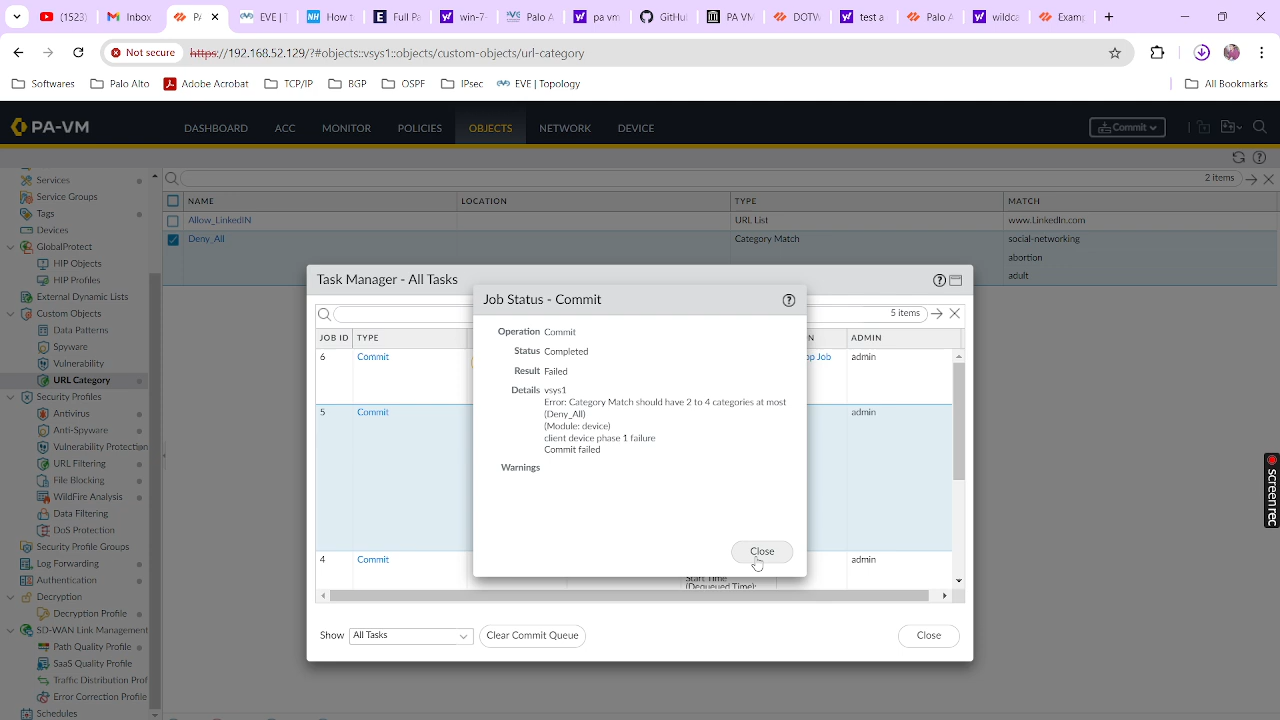 (1523)
Inbox
PA
EVE |
How t
Full Pa
win-
Palo A
pa vm
GitHub
PA VM
DOTW
test a
Palo A
wildca
Examp
Not secure https://192.168.52.129/?#objects::vsys1::objects/custom-objects/url-category
Softwares Palo Alto Adobe Acrobat TCP/IP BGP OSPF IPsec EVE | Topology All Bookmarks
PA-VM DASHBOARD ACC MONITOR POLICIES OBJECTS NETWORK DEVICE Commit
Services
Service Groups
Tags
Devices
GlobalProtect
HIP Objects
HIP Profiles
External Dynamic Lists
Custom Objects
Data Patterns
Spyware
Vulnerability
URL Category
Security Profiles
Antivirus
Anti-Spyware
Vulnerability Protection
URL Filtering
File Blocking
WildFire Analysis
Data Filtering
DoS Protection
Security Profile Groups
Log Forwarding
Authentication
Decryption
Decryption Profile
SD-WAN Link Management
Path Quality Profile
SaaS Quality Profile
Traffic Distribution Prof
Error Correction Profile
Schedules
2 items
NAME LOCATION TYPE MATCH
Allow_LinkedIN URL List www.LinkedIn.com
Deny_All Category Match social-networking
abortion
adult
Task Manager - All Tasks
5 items
JOB ID TYPE N ADMIN
6 Commit op Job admin
5 Commit admin
4 Commit admin
Start Time
(Dequeued Time):
Show All Tasks Clear Commit Queue Close
Job Status - Commit
Operation Commit
Status Completed
Result Failed
Details vsys1
Error: Category Match should have 2 to 4 categories at most
(Deny_All)
(Module: device)
client device phase 1 failure
Commit failed
Warnings
Close
screenrec